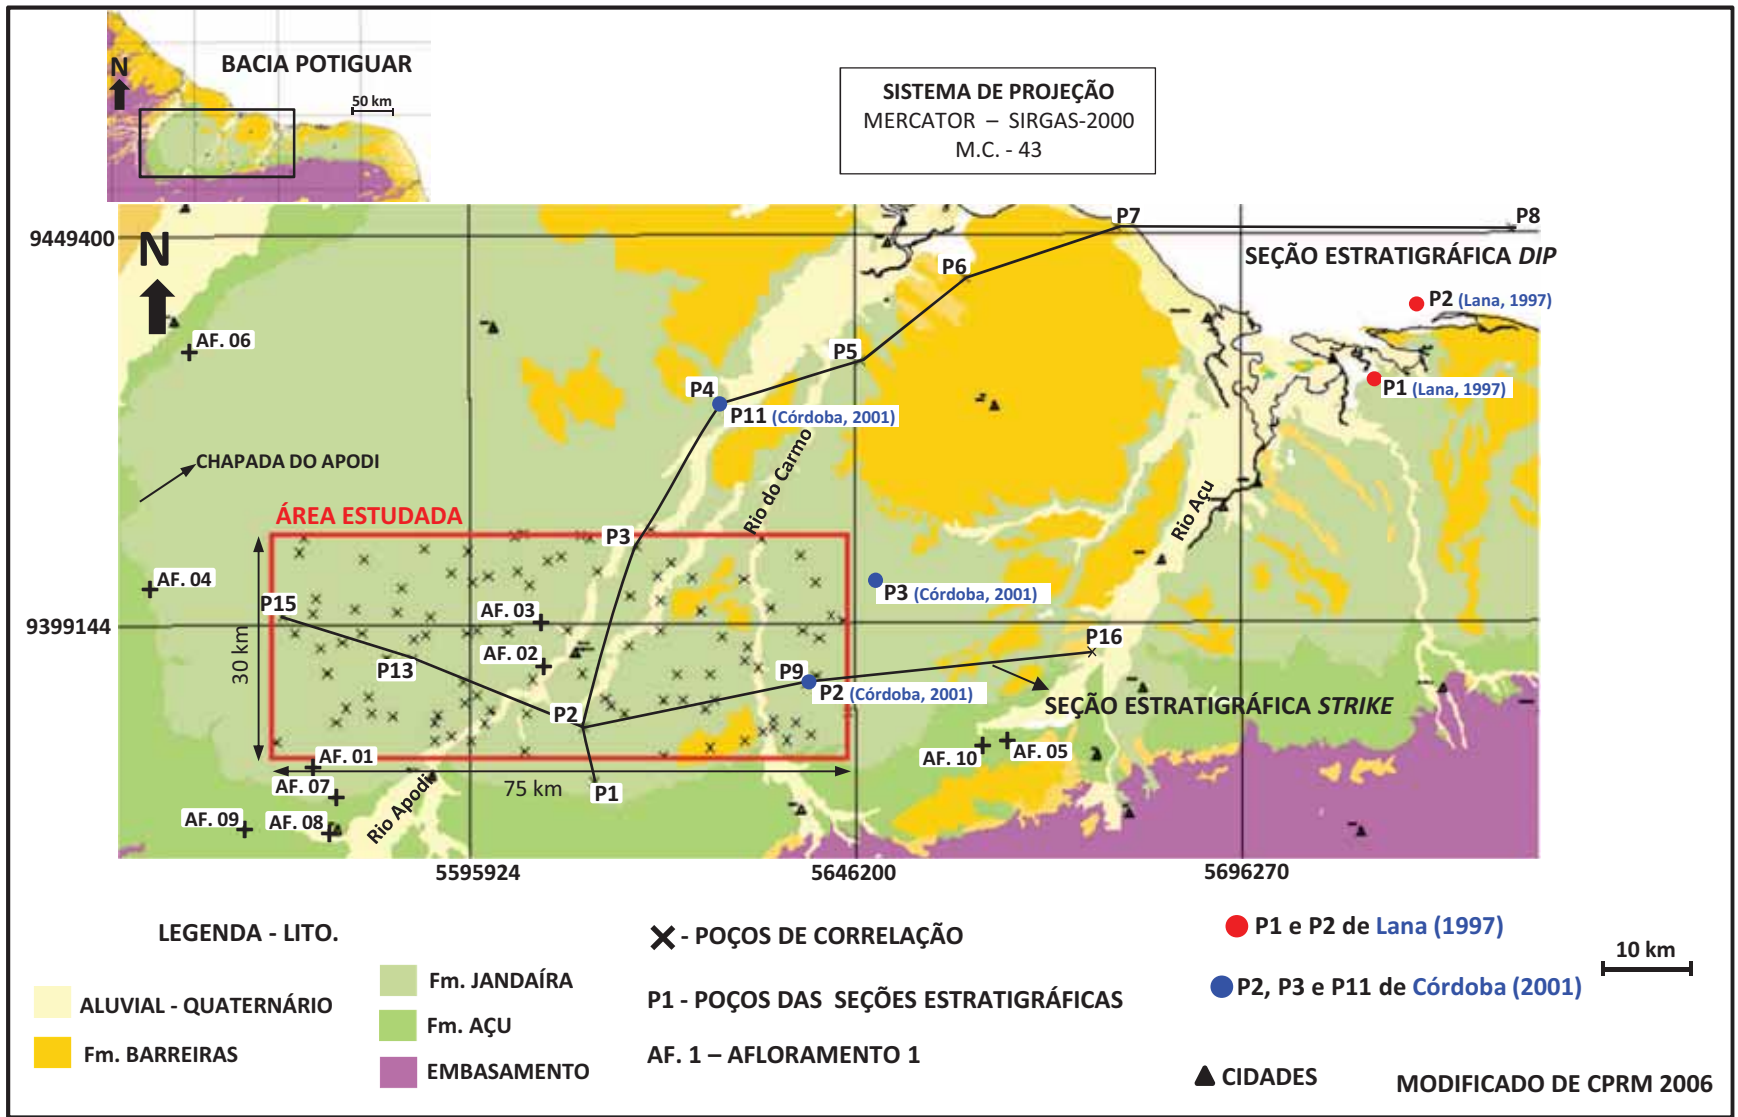 N
BACIA POTIGUAR
50 km
SISTEMA DE PROJEÇÃO
MERCATOR – SIRGAS-2000
M.C. - 43
9449400
N
P7
P8
SEÇÃO ESTRATIGRÁFICA DIP
P6
P2 (Lana, 1997)
AF. 06
P5
P4
P1 (Lana, 1997)
P11 (Córdoba, 2001)
CHAPADA DO APODI
Rio do Carmo
Rio Açu
ÁREA ESTUDADA
P3
AF. 04
P3 (Córdoba, 2001)
P15
AF. 03
9399144
30 km
P16
AF. 02
P13
P9
P2 (Córdoba, 2001)
SEÇÃO ESTRATIGRÁFICA STRIKE
P2
AF. 01
AF. 10
AF. 05
AF. 07
75 km
P1
Rio Apodi
AF. 09
AF. 08
5595924
5646200
5696270
LEGENDA - LITO.
ALUVIAL - QUATERNÁRIO
Fm. BARREIRAS
Fm. JANDAÍRA
Fm. AÇU
EMBASAMENTO
- POÇOS DE CORRELAÇÃO
P1 - POÇOS DAS SEÇÕES ESTRATIGRÁFICAS
AF. 1 – AFLORAMENTO 1
P1 e P2 de Lana (1997)
P2, P3 e P11 de Córdoba (2001)
10 km
CIDADES
MODIFICADO DE CPRM 2006